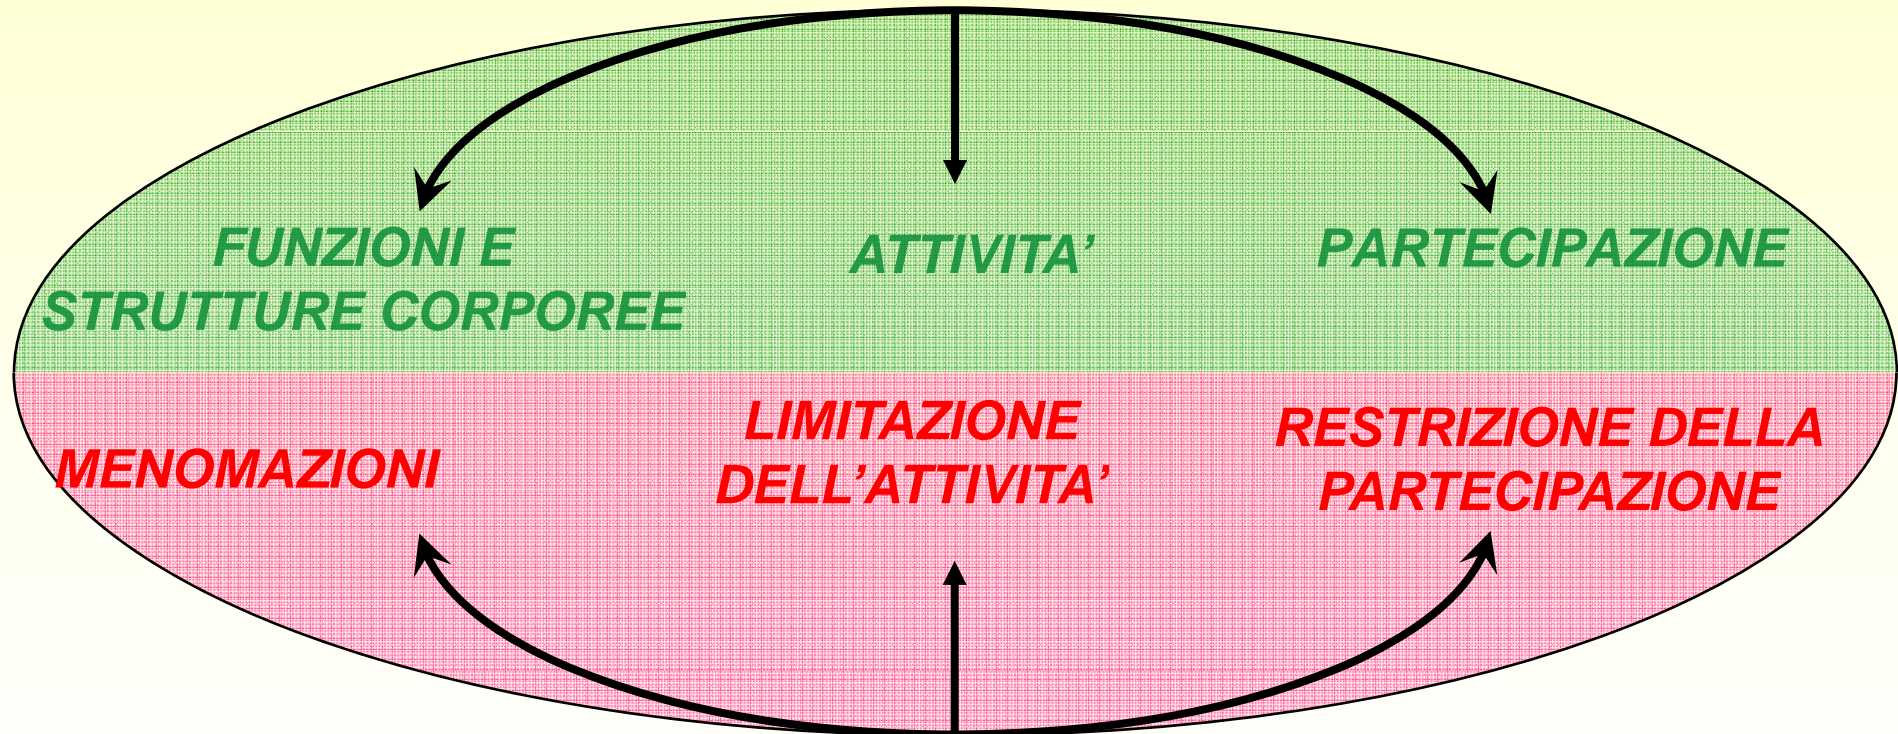 FUNZIONI E
STRUTTURE CORPOREE
ATTIVITA’
PARTECIPAZIONE
MENOMAZIONI
LIMITAZIONE
DELL’ATTIVITA’
RESTRIZIONE DELLA
PARTECIPAZIONE